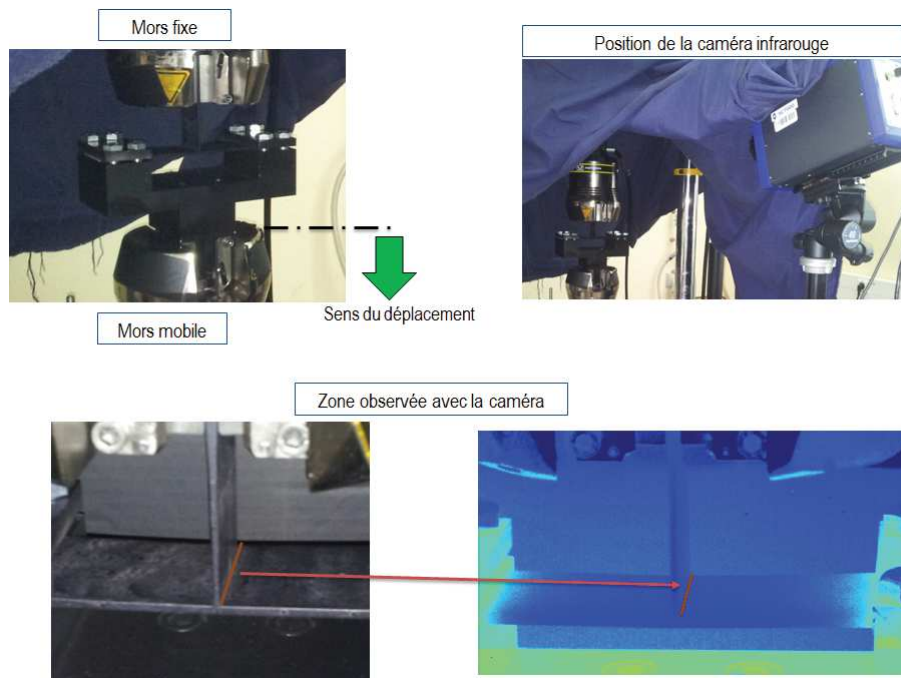 Mors fixe
Position de la caméra infrarouge
Sens du déplacement
Mors mobile
Zone observée avec la caméra